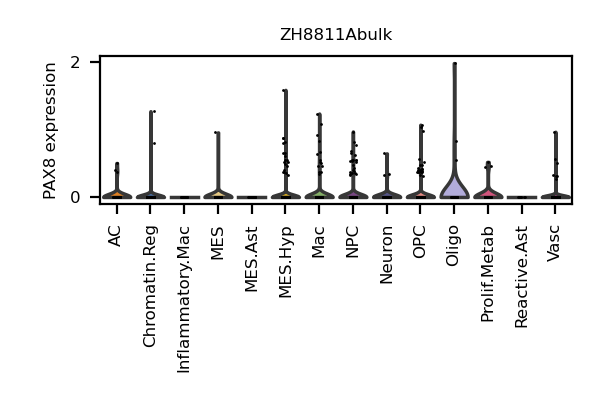 ZH8811Abulk
PAX8 expression
2
0
AC
Chromatin.Reg
Inflammatory.Mac
MES
MES.Ast
MES.Hyp
Mac
NPC
Neuron
OPC
Oligo
Prolif.Metab
Reactive.Ast
Vasc